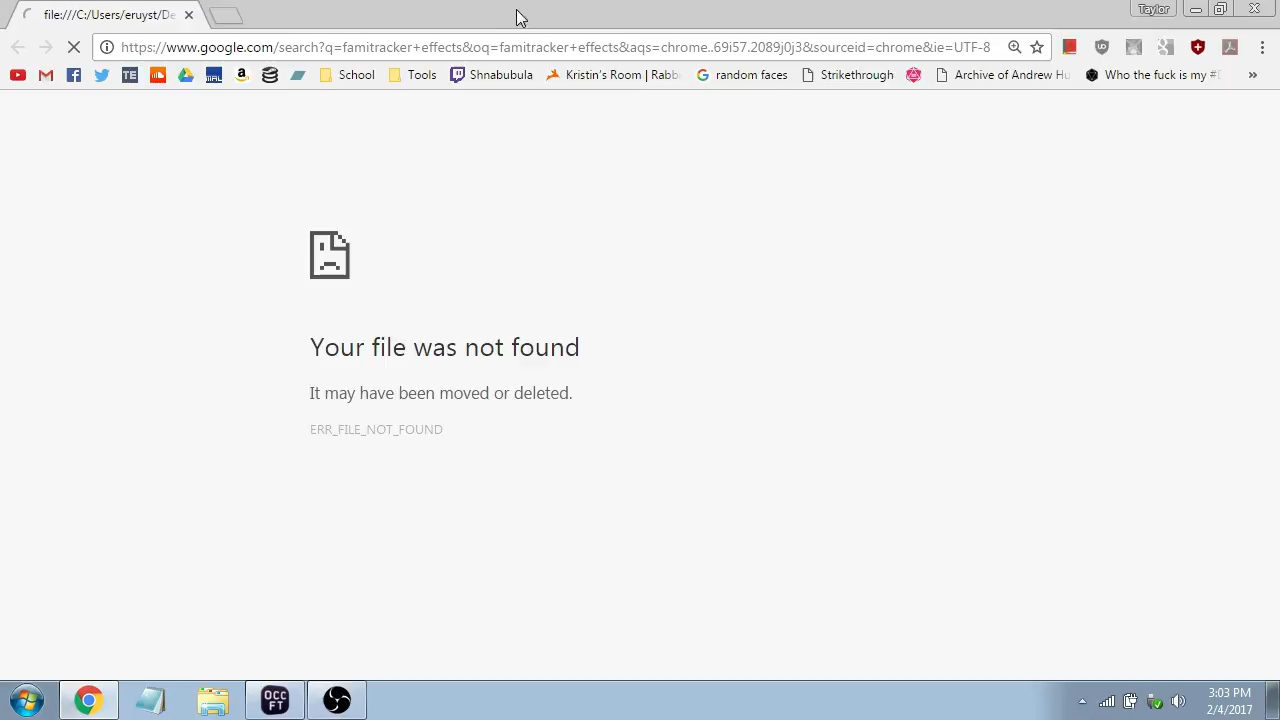 file:///C:/Users/eruyst/De
Taylor
https://www.google.com/search?q=famitracker+effects&oq=famitracker+effects&aqs=chrome..69i57.2089j0j3&sourceid=chrome&ie=UTF-8
School Tools Shnabubula Kristin's Room | Rabb random faces Strikethrough Archive of Andrew Hu Who the fuck is my #D
Your file was not found
It may have been moved or deleted.
ERR_FILE_NOT_FOUND
OCC
FT
3:03 PM
2/4/2017